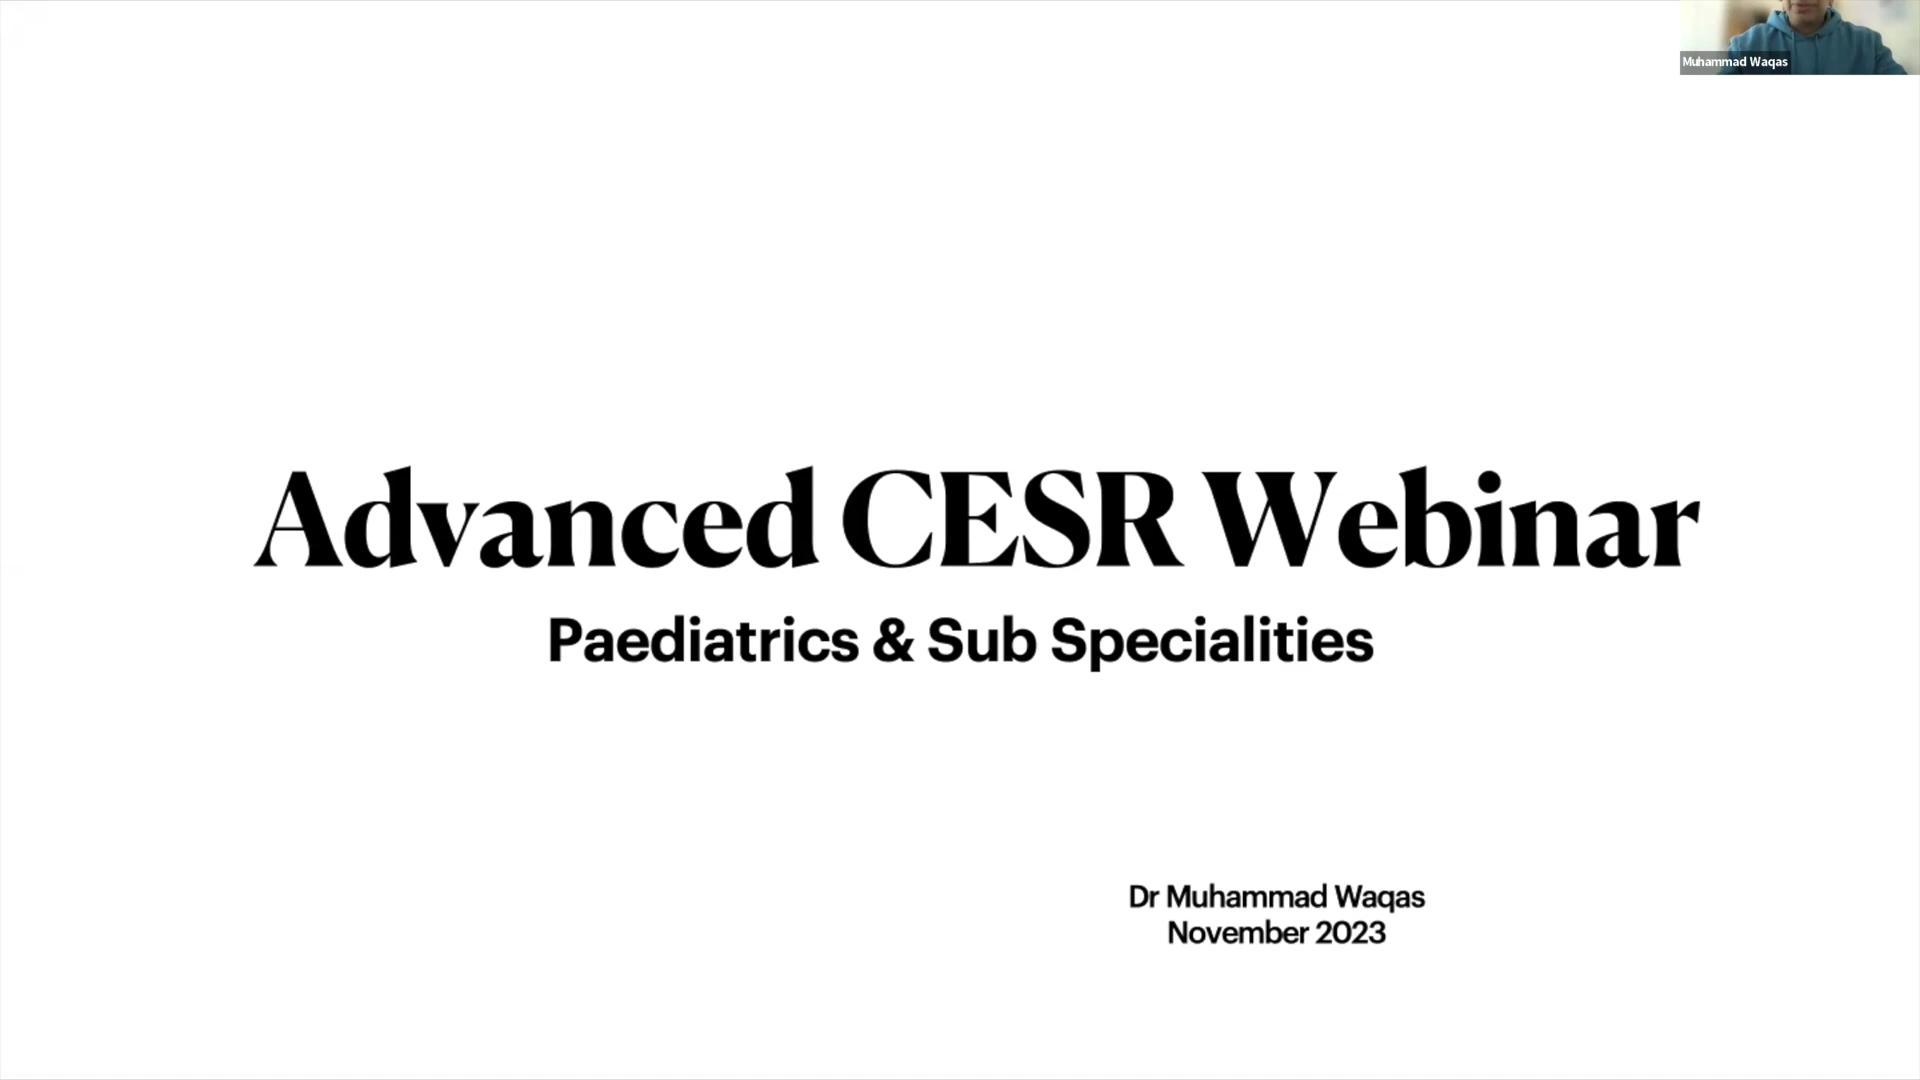 Muhammad Waqas
Advanced CESR Webinar
Paediatrics & Sub Specialities
Dr Muhammad Waqas
November 2023